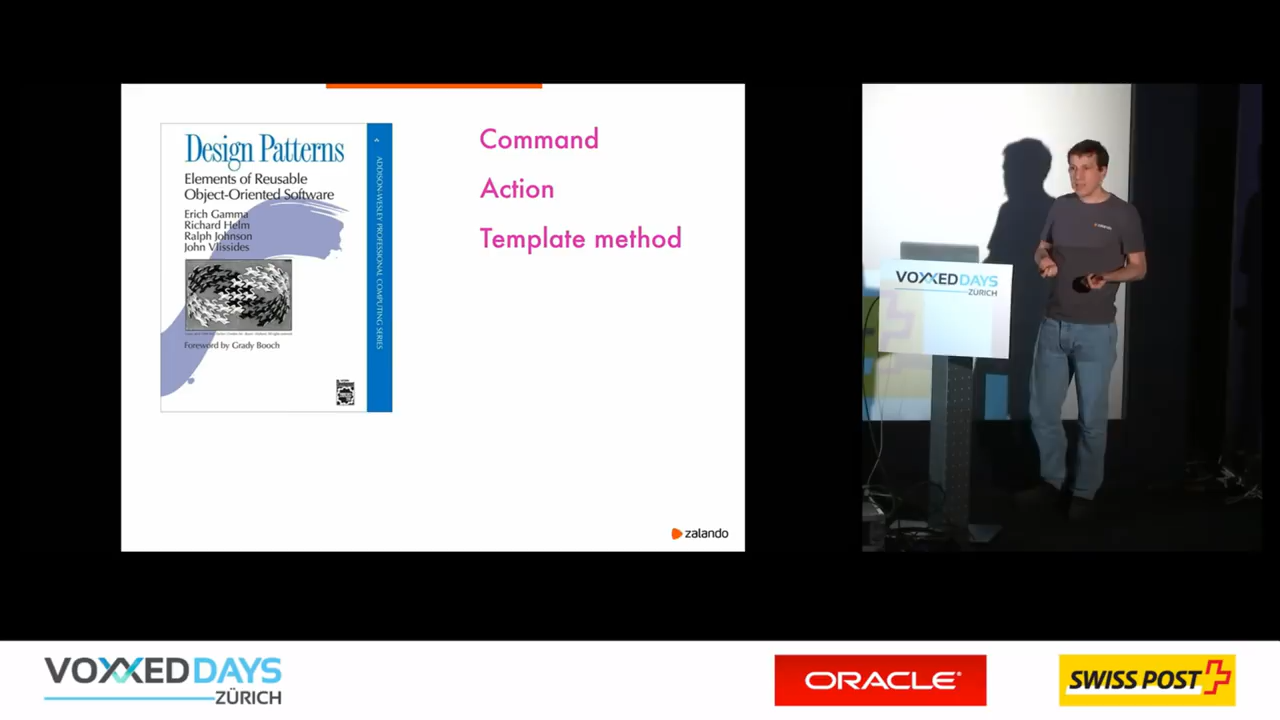 Design Patterns
Elements of Reusable
Object-Oriented Software
Erich Gamma
Richard Helm
Ralph Johnson
John Vlissides
Foreword by Grady Booch
ADDISON-WESLEY PROFESSIONAL COMPUTING SERIES
Command
Action
Template method
zalando
zalando
VOXXED DAYS
ZÜRICH
VOXXED DAYS
ZÜRICH
ORACLE®
SWISS POST